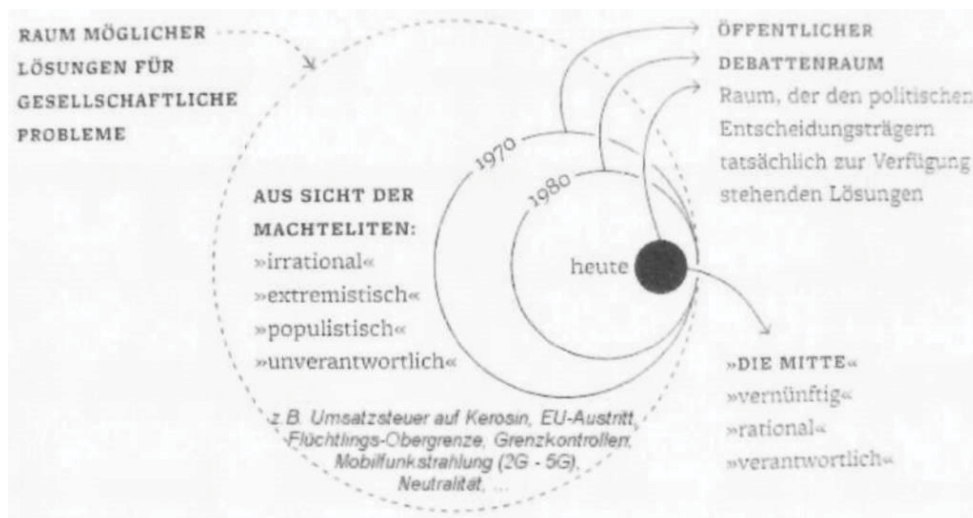 RAUM MÖGLICHER
LÖSUNGEN FÜR
GESELLSCHAFTLICHE
PROBLEME
ÖFFENTLICHER
DEBATTENRAUM
Raum, der den politischen
Entscheidungsträgern
tatsächlich zur Verfügung
stehenden Lösungen
1970
1980
heute
AUS SICHT DER
MACHTELITEN:
»irrational«
»extremistisch«
»populistisch«
»unverantwortlich«
z.B. Umsatzsteuer auf Kerosin, EU-Austritt,
Flüchtlings-Obergrenze, Grenzkontrollen,
Mobilfunkstrahlung (2G - 5G),
Neutralität, ...
»DIE MITTE«
»vernünftig«
»rational«
»verantwortlich«